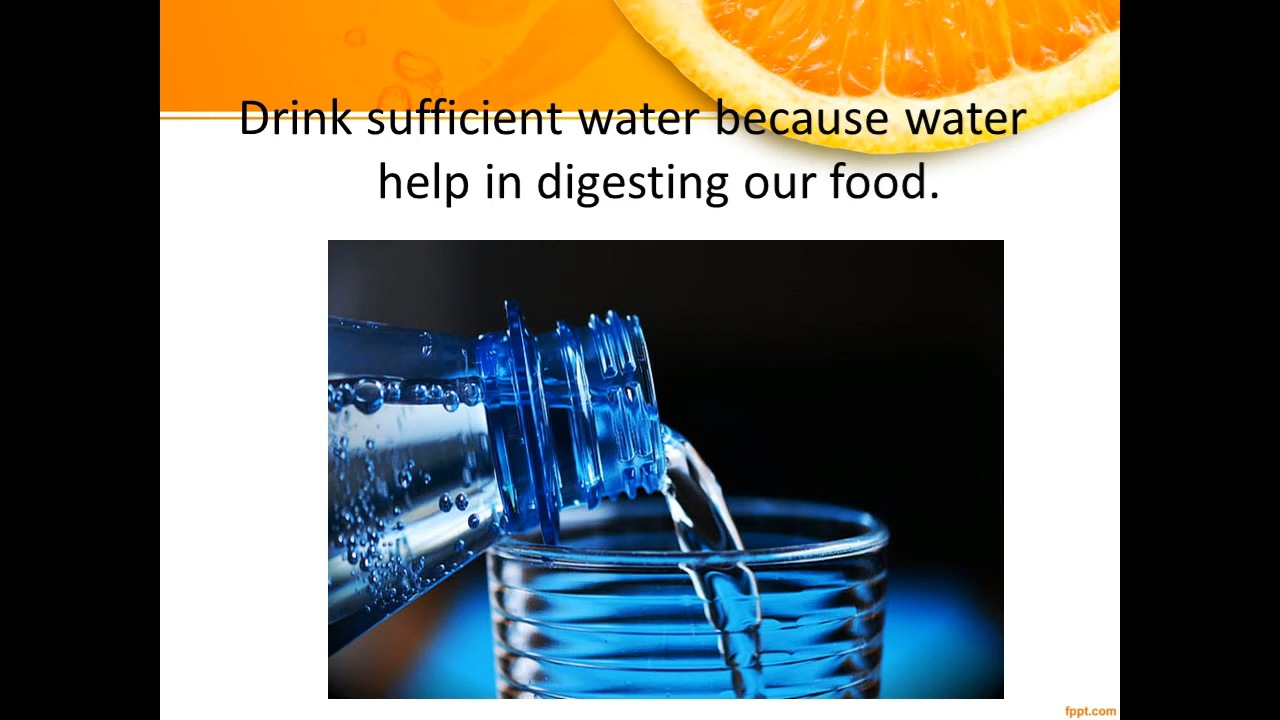 Drink sufficient water because water
help in digesting our food.
fppt.com